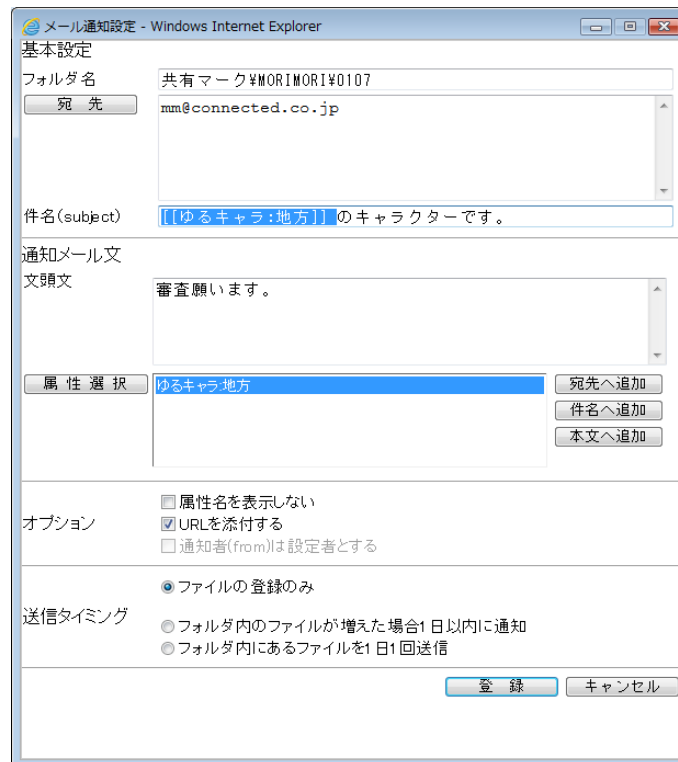 メール通知設定 - Windows Internet Explorer
基本設定
フォルダ名
共有マーク¥MORIMORI¥0107
宛 先
mm@connected.co.jp
件名(subject)
[[ゆるキャラ:地方]] のキャラクターです。
通知メール文
文頭文
審査願います。
属 性 選 択
ゆるキャラ:地方
宛先へ追加
件名へ追加
本文へ追加
オプション
属性名を表示しない
URLを添付する
通知者(from)は設定者とする
送信タイミング
ファイルの登録のみ
フォルダ内のファイルが増えた場合1日以内に通知
フォルダ内にあるファイルを1日1回送信
登 録
キャンセル